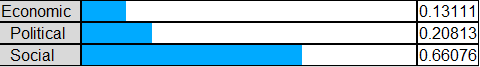 Economic 0.13111
Political 0.20813
Social 0.66076